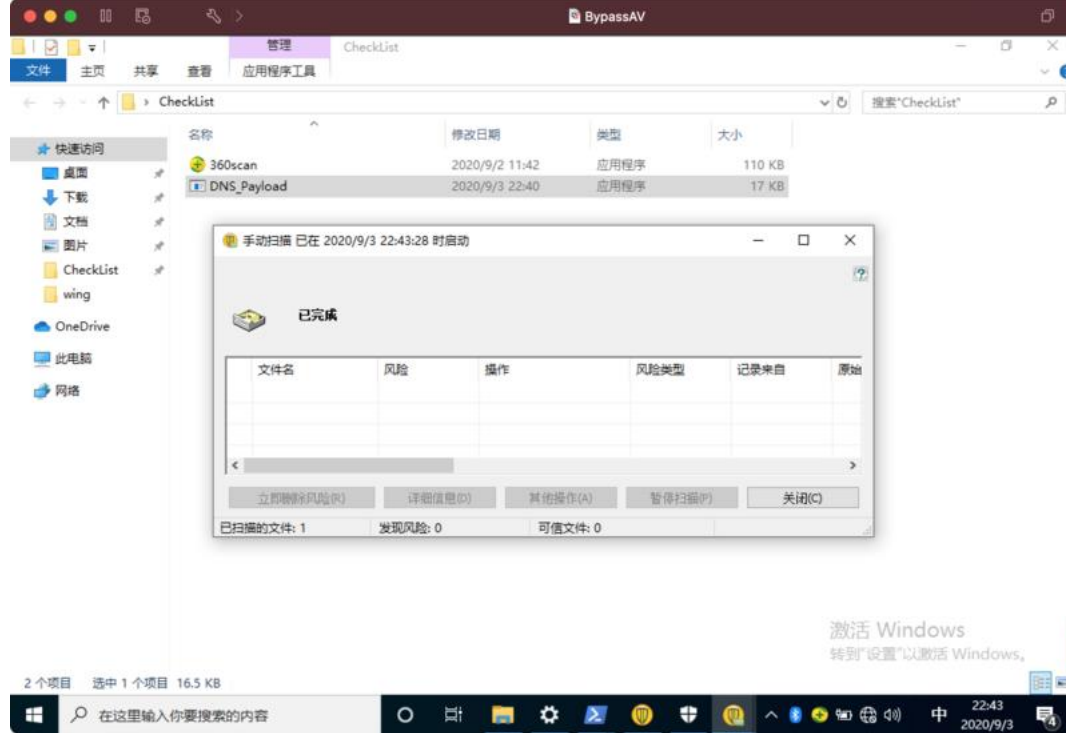 BypassAV
管理 CheckList
文件 主页 共享 查看 应用程序工具
CheckList 搜索"CheckList"
名称 修改日期 类型 大小
快速访问
桌面
下载
文档
图片
CheckList
wing
OneDrive
此电脑
网络
360scan 2020/9/2 11:42 应用程序 110 KB
DNS_Payload 2020/9/3 22:40 应用程序 17 KB
手动扫描 已在 2020/9/3 22:43:28 时启动
已完成
文件名 风险 操作 风险类型 记录来自 原始
立即删除风险(R) 详细信息(D) 其他操作(A) 暂停扫描(P) 关闭(C)
已扫描的文件: 1 发现风险: 0 可信文件: 0
激活 Windows
转到"设置"以激活 Windows。
2 个项目 选中 1 个项目 16.5 KB
在这里输入你要搜索的内容
中
22:43
2020/9/3
4